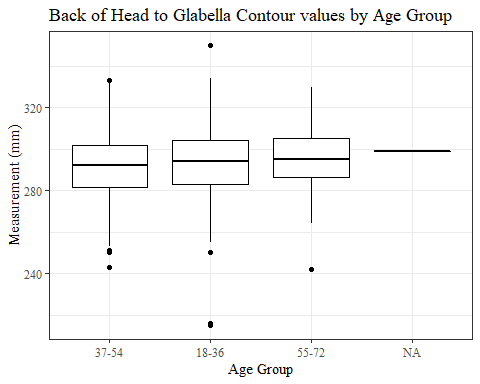 Back of Head to Glabella Contour values by Age Group
Measurement (mm)
320
280
240
37-54
18-36
55-72
NA
Age Group